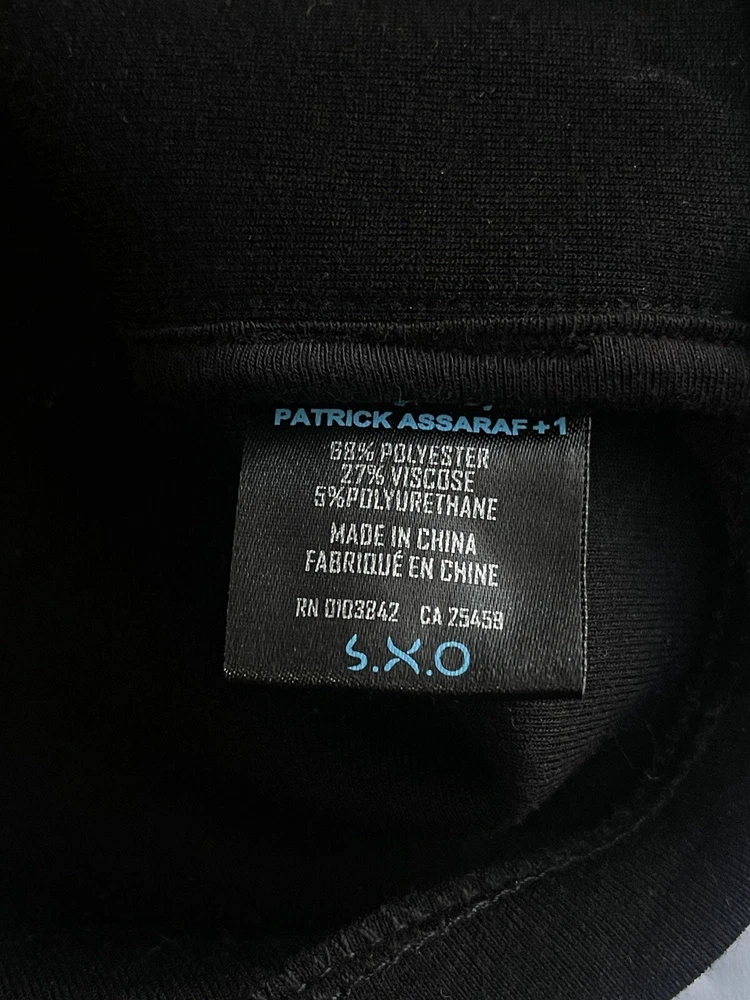 PATRICK ASSARAF+1
68% POLYESTER
27% VISCOSE
5%POLYURETHANE
MADE IN CHINA
FABRIQUÉ EN CHINE
RN 0103842 CA 25459
S.X.O